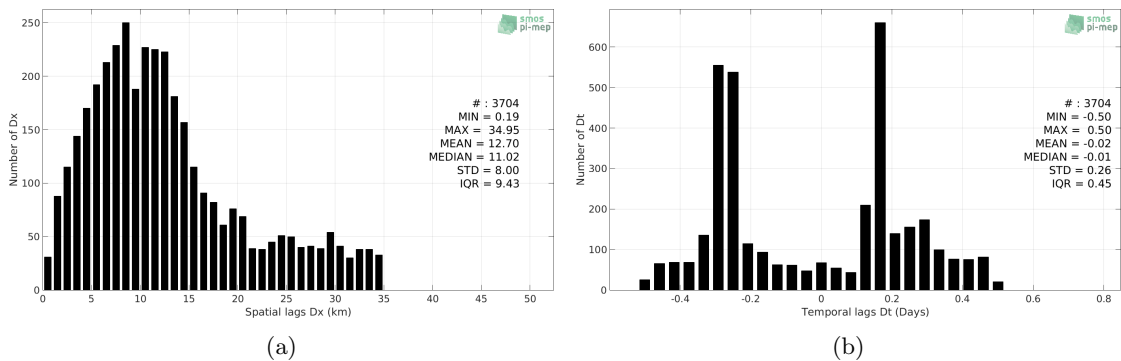 smos
pi-mep
250
200
150
100
50
0
Number of Dx
# : 3704
MIN = 0.19
MAX = 34.95
MEAN = 12.70
MEDIAN = 11.02
STD = 8.00
IQR = 9.43
0 5 10 15 20 25 30 35 40 45 50
Spatial lags Dx (km)
(a)
smos
pi-mep
600
500
400
300
200
100
0
Number of Dt
# : 3704
MIN = -0.50
MAX = 0.50
MEAN = -0.02
MEDIAN = -0.01
STD = 0.26
IQR = 0.45
-0.4 -0.2 0 0.2 0.4 0.6 0.8
Temporal lags Dt (Days)
(b)